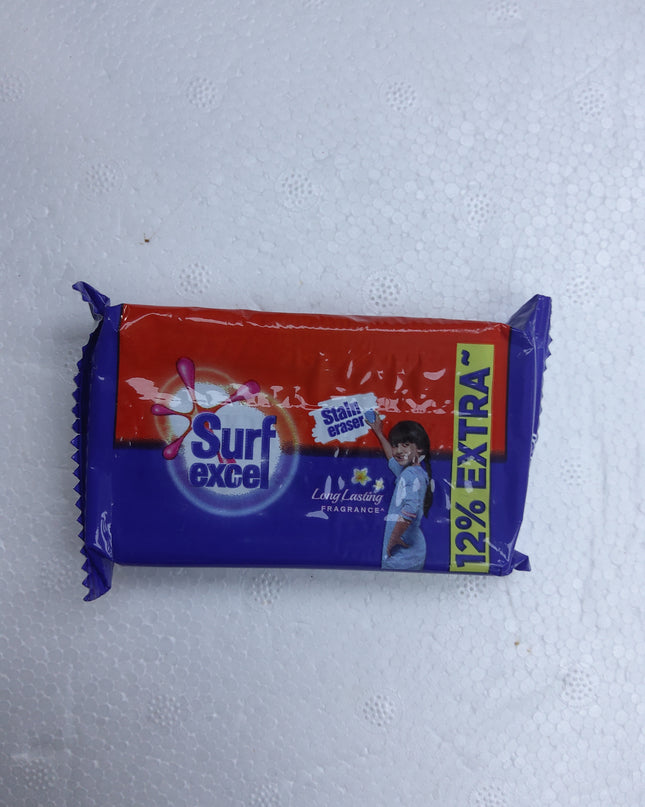 Surf
excel
Stain
eraser
Long Lasting
FRAGRANCE^
12% EXTRA~